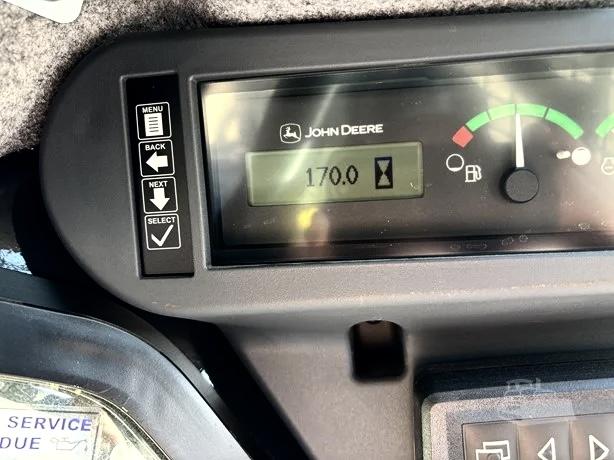 MENU
BACK
NEXT
SELECT
JOHN DEERE
170.0
SERVICE
DUE